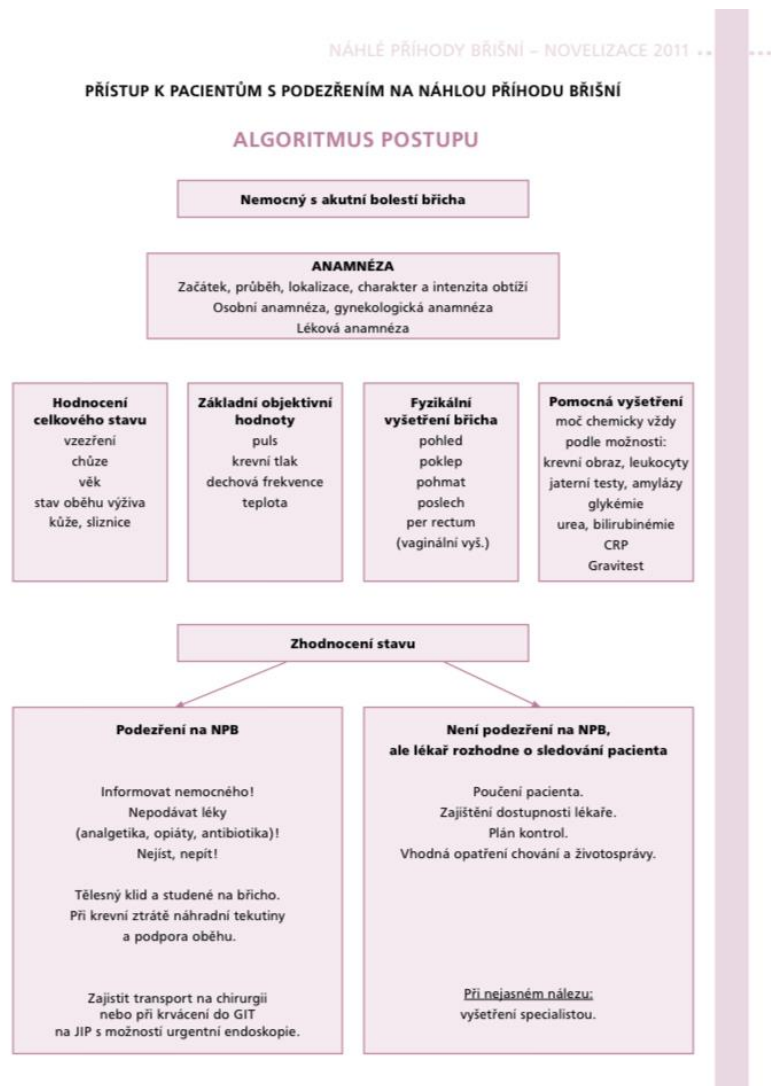 NÁHLÉ PŘÍHODY BŘIŠNÍ – NOVELIZACE 2011
PŘÍSTUP K PACIENTŮM S PODEZŘENÍM NA NÁHLOU PŘÍHODU BŘIŠNÍ
ALGORITMUS POSTUPU
Nemocný s akutní bolestí břicha
ANAMNÉZA
Začátek, průběh, lokalizace, charakter a intenzita obtíží
Osobní anamnéza, gynekologická anamnéza
Léková anamnéza
Hodnocení
celkového stavu
vzezření
chůze
věk
stav oběhu výživa
kůže, sliznice
Základní objektivní
hodnoty
puls
krevní tlak
dechová frekvence
teplota
Fyzikální
vyšetření břicha
pohled
poklep
pohmat
poslech
per rectum
(vaginální vyš.)
Pomocná vyšetření
moč chemicky vždy
podle možnosti:
krevní obraz, leukocyty
jaterní testy, amylázy
glykémie
urea, bilirubinémie
CRP
Gravitest
Zhodnocení stavu
Podezření na NPB
Informovat nemocného!
Nepodávat léky
(analgetika, opiáty, antibiotika)!
Nejíst, nepít!
Tělesný klid a studené na břicho.
Při krevní ztrátě náhradní tekutiny
a podpora oběhu.
Zajistit transport na chirurgii
nebo při krvácení do GIT
na JIP s možností urgentní endoskopie.
Není podezření na NPB,
ale lékař rozhodne o sledování pacienta
Poučení pacienta.
Zajištění dostupnosti lékaře.
Plán kontrol.
Vhodná opatření chování a životosprávy.
Při nejasném nálezu:
vyšetření specialistou.